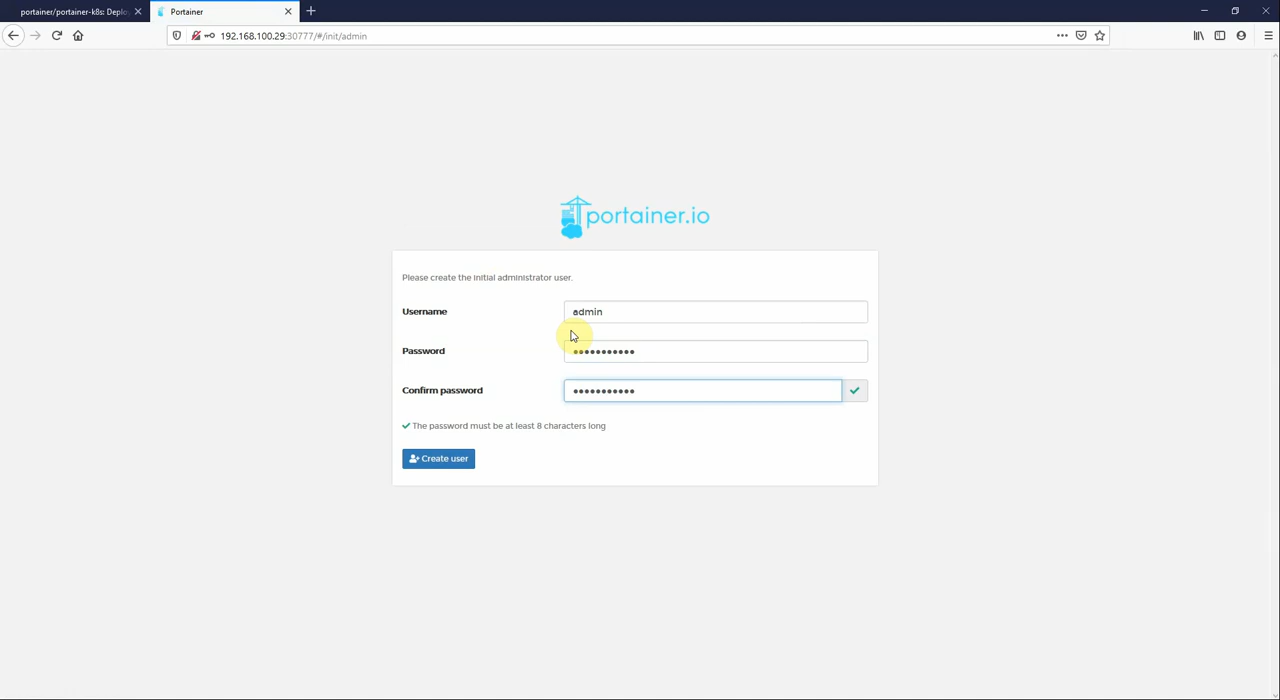 portainer/portainer-k8s: Deplo
Portainer
192.168.100.29:30777/#/init/admin
portainer.io
Please create the initial administrator user.
Username
admin
Password
•••••••••••
Confirm password
•••••••••••
The password must be at least 8 characters long
Create user